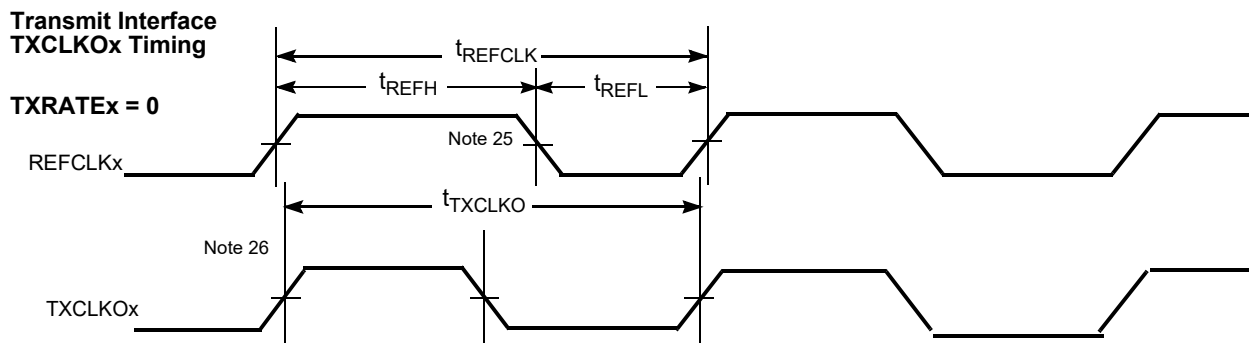 Transmit Interface
TXCLKOx Timing
tREFCLK
tREFH
tREFL
TXRATEx = 0
Note 25
REFCLKx
tTXCLKO
Note 26
TXCLKOx